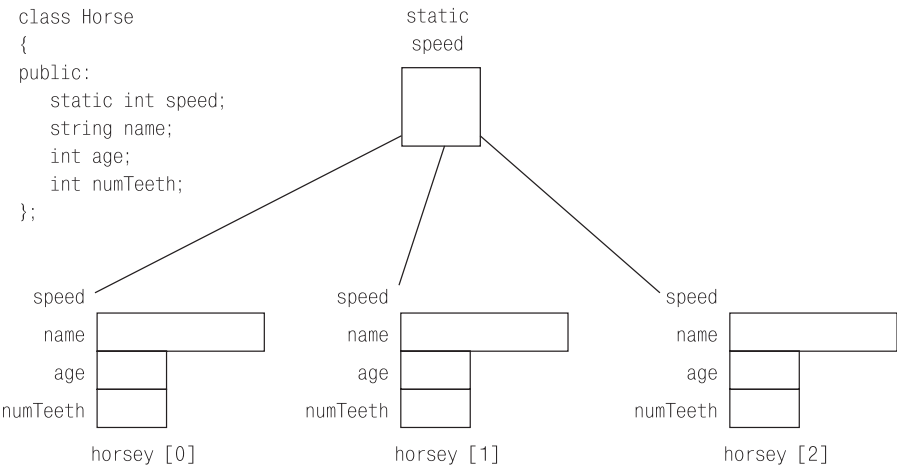 class Horse
{
public:
static int speed;
string name;
int age;
int numTeeth;
};
static
speed
speed
name
age
numTeeth
horsey [0]
speed
name
age
numTeeth
horsey [1]
speed
name
age
numTeeth
horsey [2]